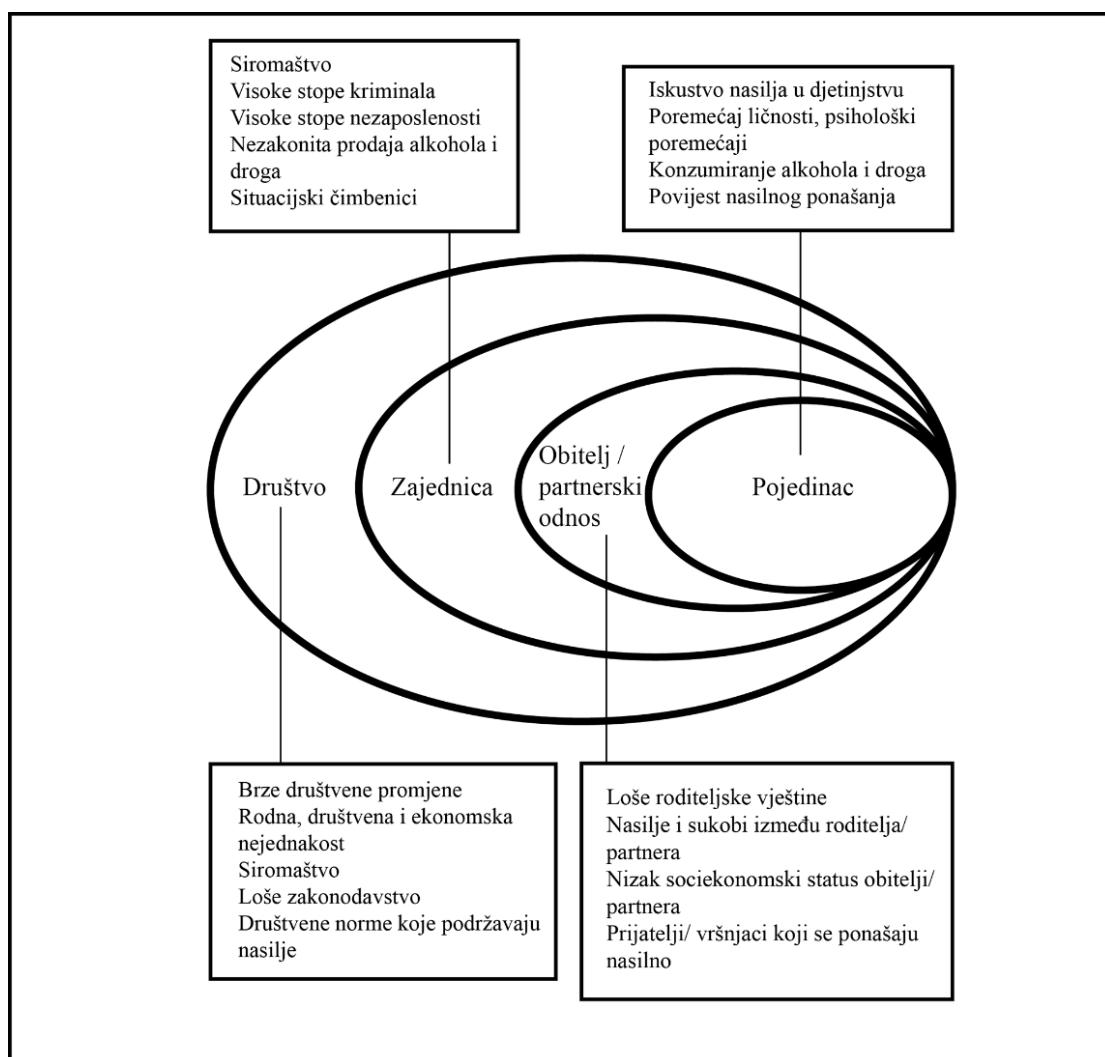 Siromaštvo
Visoke stope kriminala
Visoke stope nezaposlenosti
Nezakonita prodaja alkohola i
droga
Situacijski čimbenici
Iskustvo nasilja u djetinjstvu
Poremećaj ličnosti, psihološki
poremećaji
Konzumiranje alkohola i droga
Povijest nasilnog ponašanja
Društvo
Zajednica
Obitelj /
partnerski
odnos
Pojedinac
Brze društvene promjene
Rodna, društvena i ekonomska
nejednakost
Siromaštvo
Loše zakonodavstvo
Društvene norme koje podržavaju
nasilje
Loše roditeljske vještine
Nasilje i sukobi između roditelja/
partnera
Nizak sociekonomski status obitelji/
partnera
Prijatelji/ vršnjaci koji se ponašaju
nasilno